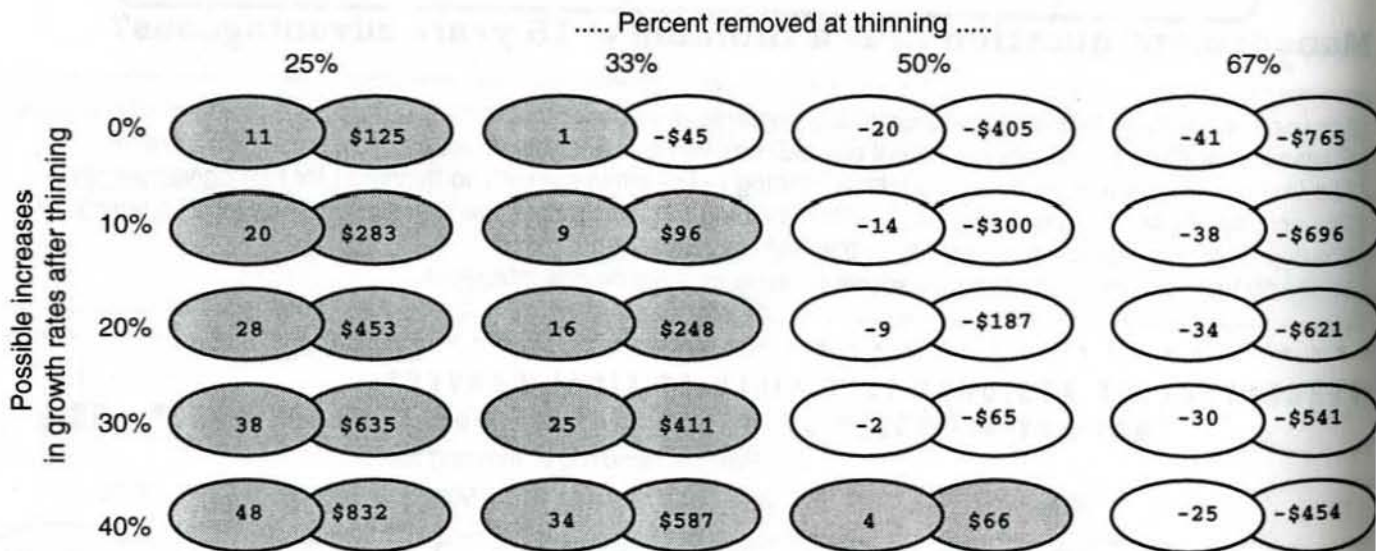 ..... Percent removed at thinning .....
25% 33% 50% 67%
Possible increases
in growth rates after thinning
0% 11 $125 1 -$45 -20 -$405 -41 -$765
10% 20 $283 9 $96 -14 -$300 -38 -$696
20% 28 $453 16 $248 -9 -$187 -34 -$621
30% 38 $635 25 $411 -2 -$65 -30 -$541
40% 48 $832 34 $587 4 $66 -25 -$454